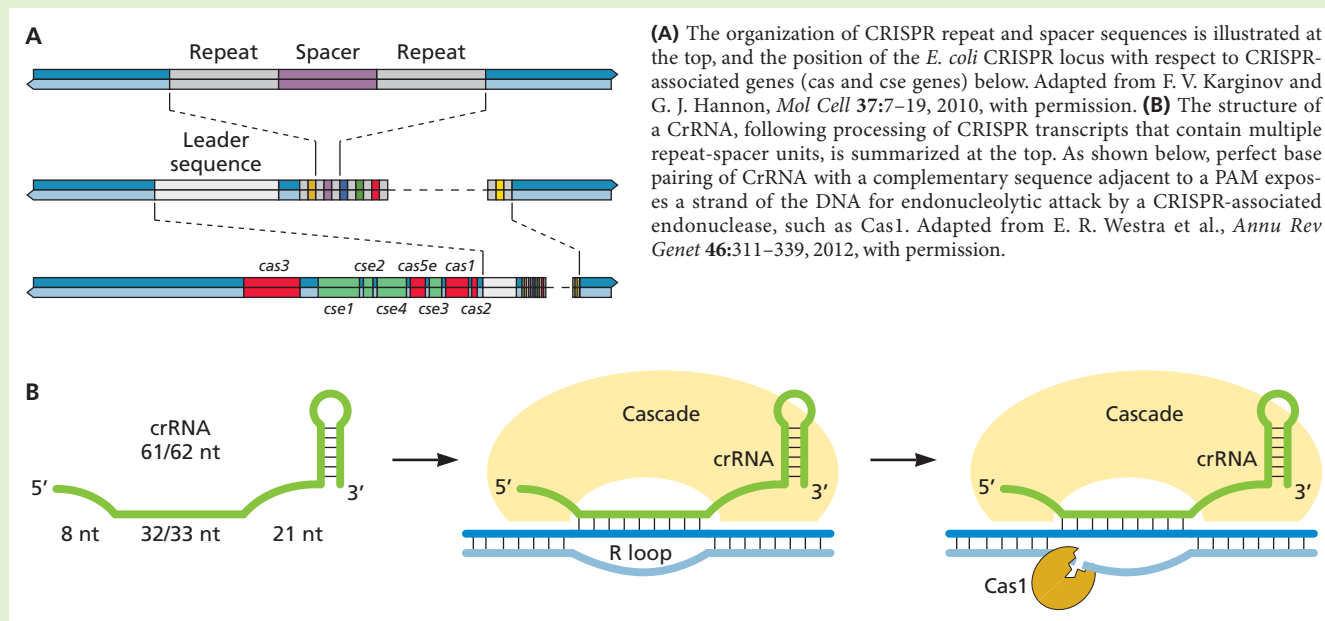 A
Repeat Spacer Repeat
Leader
sequence
cas3 cse2 cas5e cas1
cse1 cse4 cse3 cas2
(A) The organization of CRISPR repeat and spacer sequences is illustrated at
the top, and the position of the E. coli CRISPR locus with respect to CRISPR-
associated genes (cas and cse genes) below. Adapted from F. V. Karginov and
G. J. Hannon, Mol Cell 37:7–19, 2010, with permission. (B) The structure of
a CrRNA, following processing of CRISPR transcripts that contain multiple
repeat-spacer units, is summarized at the top. As shown below, perfect base
pairing of CrRNA with a complementary sequence adjacent to a PAM expos-
es a strand of the DNA for endonucleolytic attack by a CRISPR-associated
endonuclease, such as Cas1. Adapted from E. R. Westra et al., Annu Rev
Genet 46:311–339, 2012, with permission.
B
crRNA
61/62 nt
5′ 3′
8 nt 32/33 nt 21 nt
Cascade
crRNA
5′ 3′
R loop
Cascade
crRNA
5′ 3′
Cas1